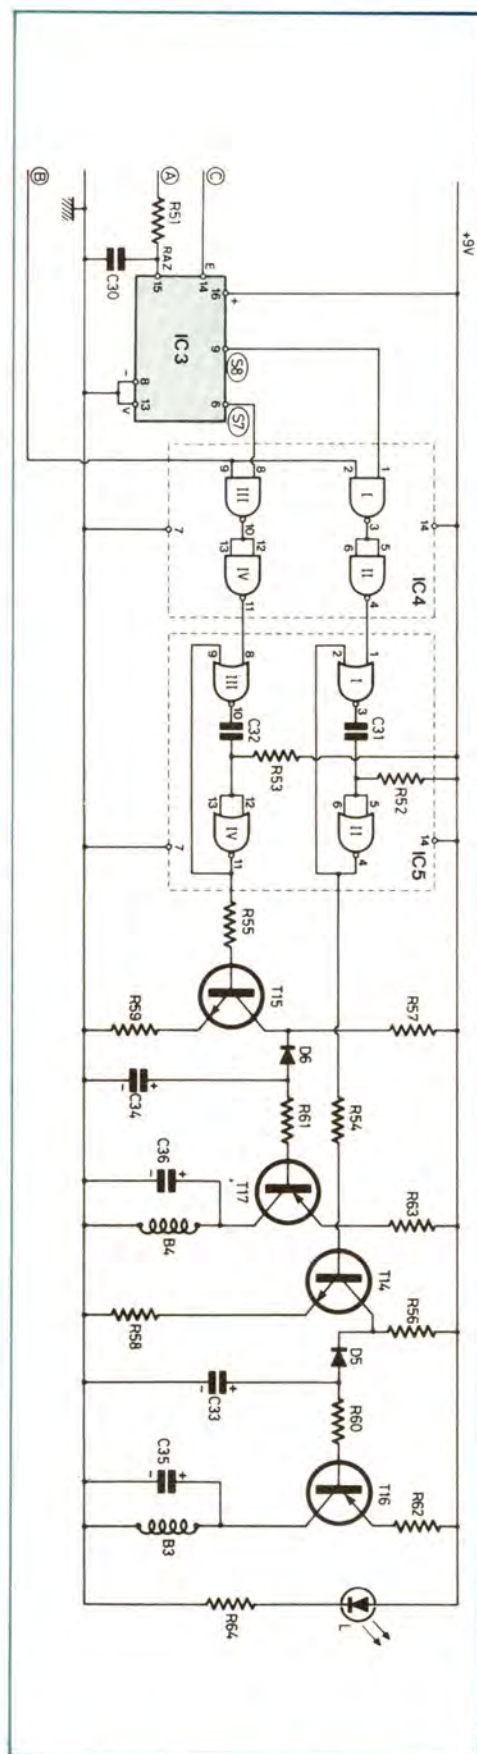 +9V
C
A
B
R51
C30
E
RAZ
14
15
16
+
IC3
9
S8
6
S7
-
8
V
13
1
2
I
3
5
6
II
4
14
IC4
8
9
III
10
12
13
IV
11
7
1
2
I
3
C31
R52
5
6
II
4
14
IC5
8
9
III
10
C32
R53
12
13
IV
11
7
R55
T15
R57
R59
D6
C34
+
-
R54
R61
T17
R63
C36
+
-
B4
T14
R56
R58
D5
C33
+
-
R60
T16
R62
C35
+
-
B3
L
R64